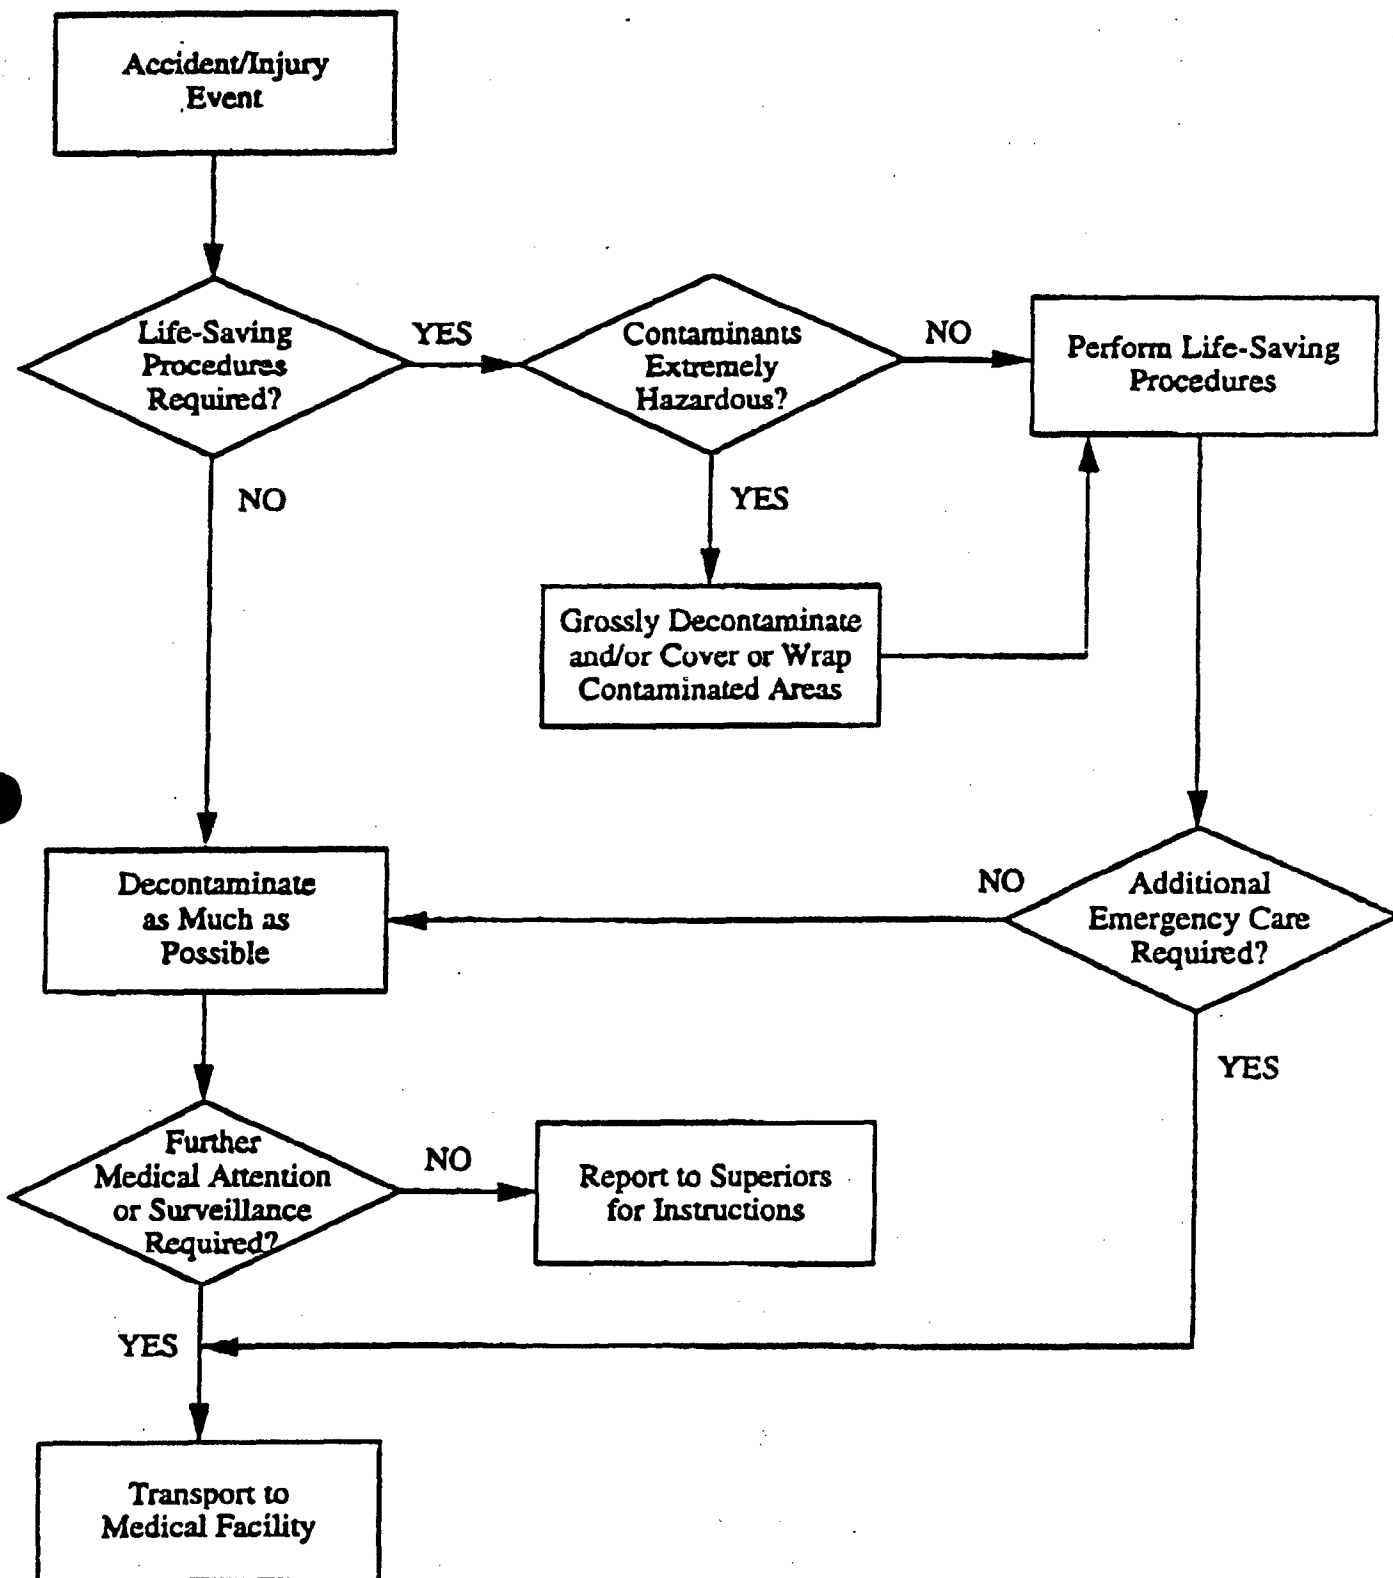 Accident/Injury
Event
Life-Saving
Procedures
Required?
YES
Contaminants
Extremely
Hazardous?
NO
Perform Life-Saving
Procedures
NO
YES
Grossly Decontaminate
and/or Cover or Wrap
Contaminated Areas
Decontaminate
as Much as
Possible
NO
Additional
Emergency Care
Required?
YES
Further
Medical Attention
or Surveillance
Required?
NO
Report to Superiors
for Instructions
YES
Transport to
Medical Facility